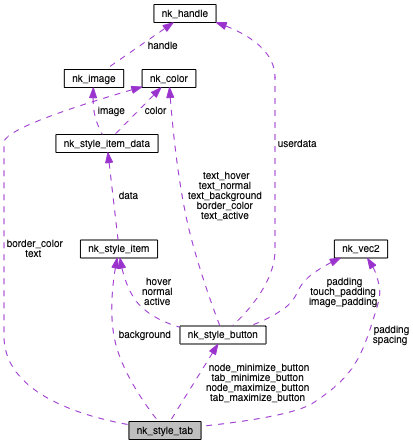 nk_handle
handle
nk_image
nk_color
image
color
userdata
nk_style_item_data
text_hover
text_normal
text_background
border_color
text_active
data
border_color
text
nk_style_item
nk_vec2
hover
normal
active
padding
touch_padding
image_padding
background
nk_style_button
padding
spacing
node_minimize_button
tab_minimize_button
node_maximize_button
tab_maximize_button
nk_style_tab